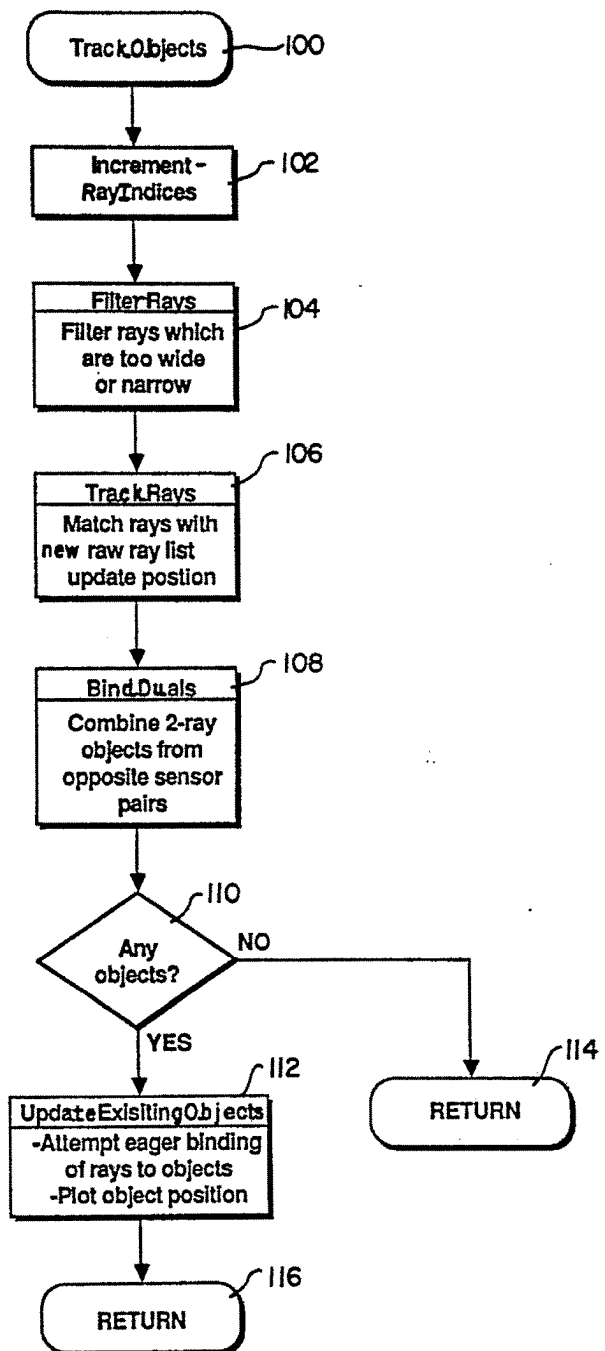 TrackObjects
100
Increment-
RayIndices
102
FilterRays
104
Filter rays which
are too wide
or narrow
106
TrackRays
Match rays with
new raw ray list
update postion
108
BindDuals
Combine 2-ray
objects from
opposite sensor
pairs
110
Any
objects?
NO
YES
112
114
UpdateExisitingObjects
RETURN
-Attempt eager binding
of rays to objects
-Plot object position
116
RETURN